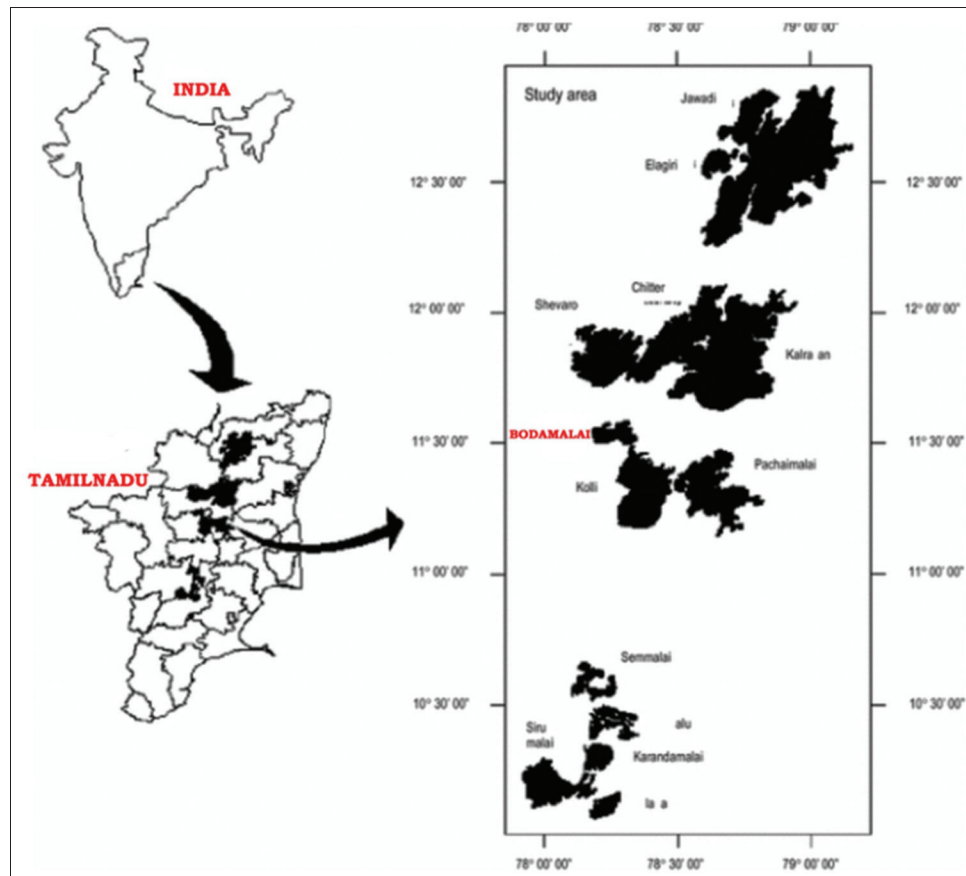 INDIA
TAMILNADU
78° 00' 00"
78° 30' 00"
79° 00' 00"
Study area
Jawadi
Elagiri
12° 30' 00"
12° 30' 00"
Chitter
Shevaro
12° 00' 00"
12° 00' 00"
Kalra an
BODAMALAI
11° 30' 00"
11° 30' 00"
Pachaimalai
Kolli
11° 00' 00"
11° 00' 00"
Semmalai
10° 30' 00"
10° 30' 00"
Siru
malai
alu
Karandamalai
78° 00' 00"
78° 30' 00"
79° 00' 00"